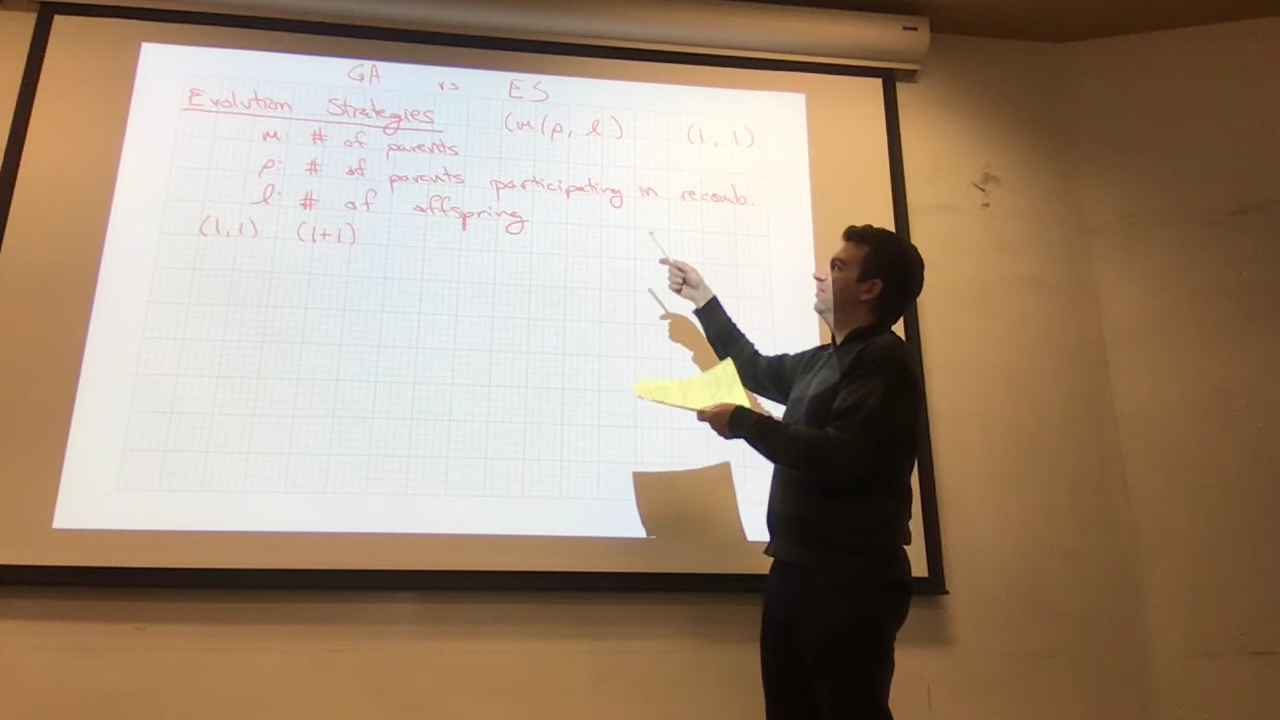 GA vs ES
Evolution Strategies (μ/ρ, l) (1, 1)
μ: # of parents
ρ: # of parents participating in recomb.
l: # of offspring
(1,1) (1+1)